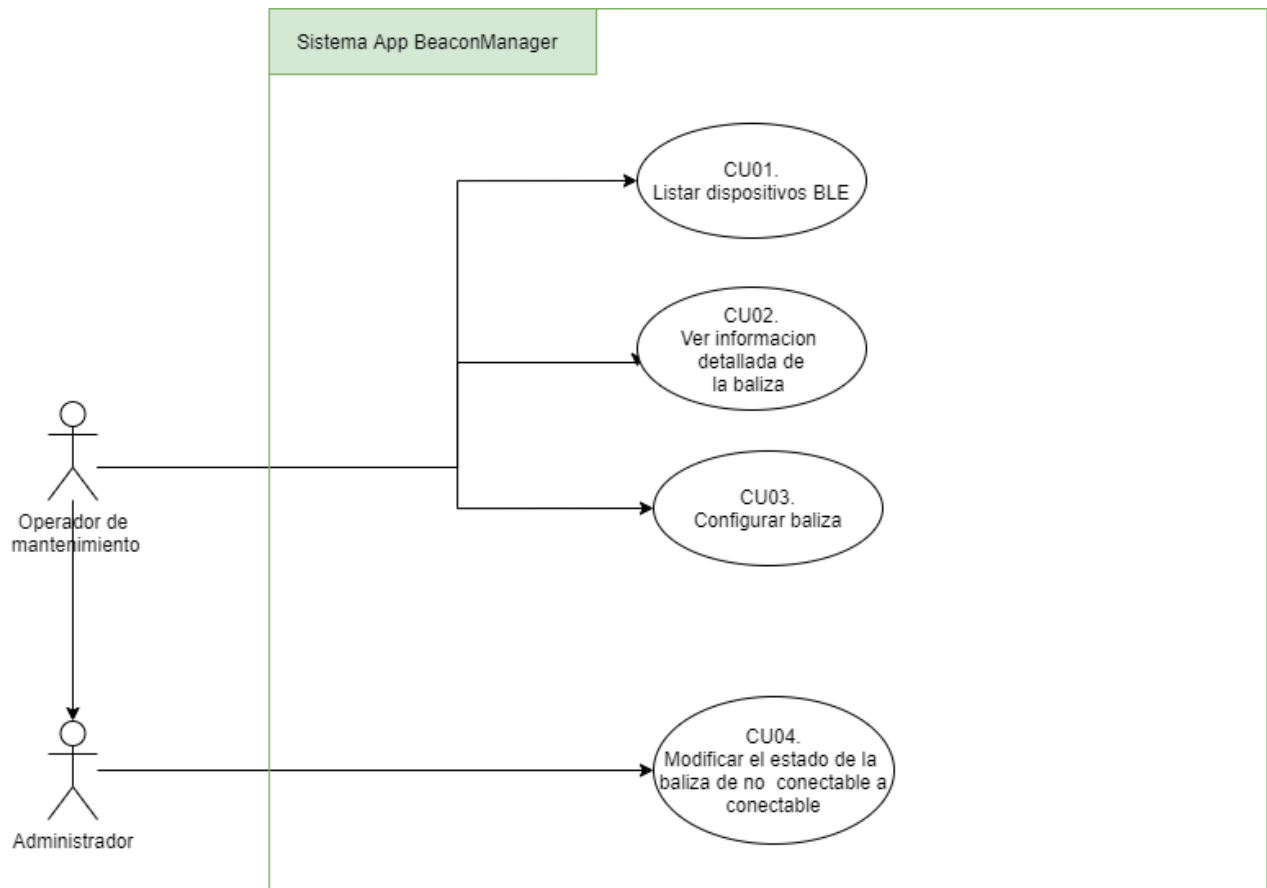 Sistema App BeaconManager
CU01.
Listar dispositivos BLE
CU02.
Ver informacion
detallada de
la baliza
CU03.
Configurar baliza
Operador de
mantenimiento
CU04.
Modificar el estado de la
baliza de no conectable a
conectable
Administrador